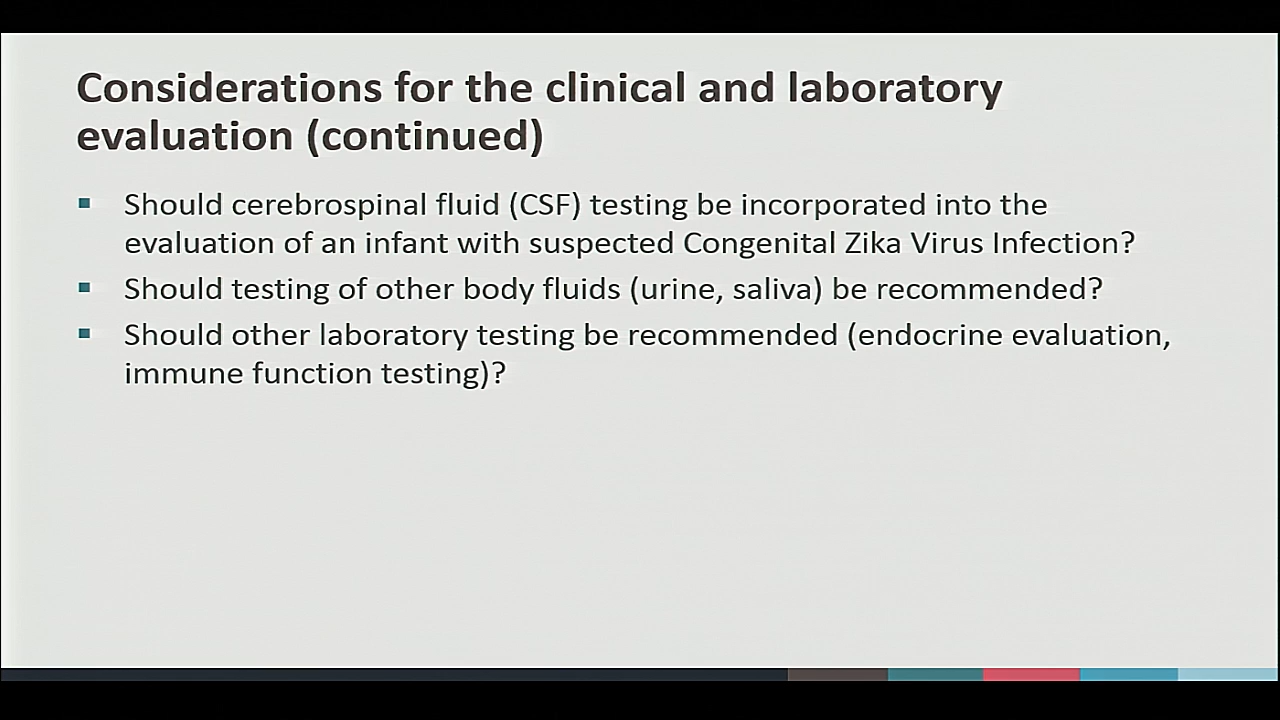 Considerations for the clinical and laboratory
evaluation (continued)
Should cerebrospinal fluid (CSF) testing be incorporated into the
evaluation of an infant with suspected Congenital Zika Virus Infection?
Should testing of other body fluids (urine, saliva) be recommended?
Should other laboratory testing be recommended (endocrine evaluation,
immune function testing)?